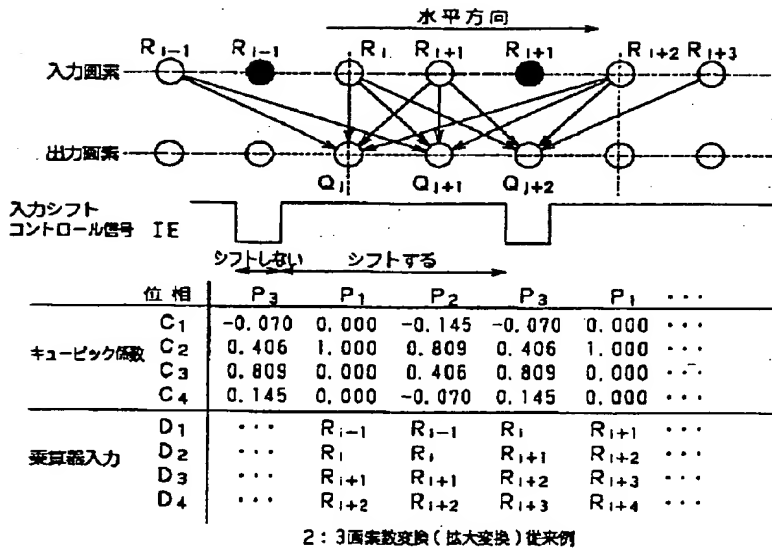 水平方向
R i-1 R i-1 R i R i+1 R i+1 R i+2 R i+3
入力画素
出力画素
Q j Q j+1 Q j+2
入力シフト
コントロール信号 IE
シフトしない シフトする
位相 P3 P1 P2 P3 P1 ・・・
キュービック係数
C1 -0.070 0.000 -0.145 -0.070 0.000 ・・・
C2 0.406 1.000 0.809 0.406 1.000 ・・・
C3 0.809 0.000 0.406 0.809 0.000 ・・・
C4 0.145 0.000 -0.070 0.145 0.000 ・・・
乗算器入力
D1 ・・・ R i-1 R i-1 R i R i+1 ・・・
D2 ・・・ R i R i R i+1 R i+2 ・・・
D3 ・・・ R i+1 R i+1 R i+2 R i+3 ・・・
D4 ・・・ R i+2 R i+2 R i+3 R i+4 ・・・
2:3画素数変換(拡大変換)従来例